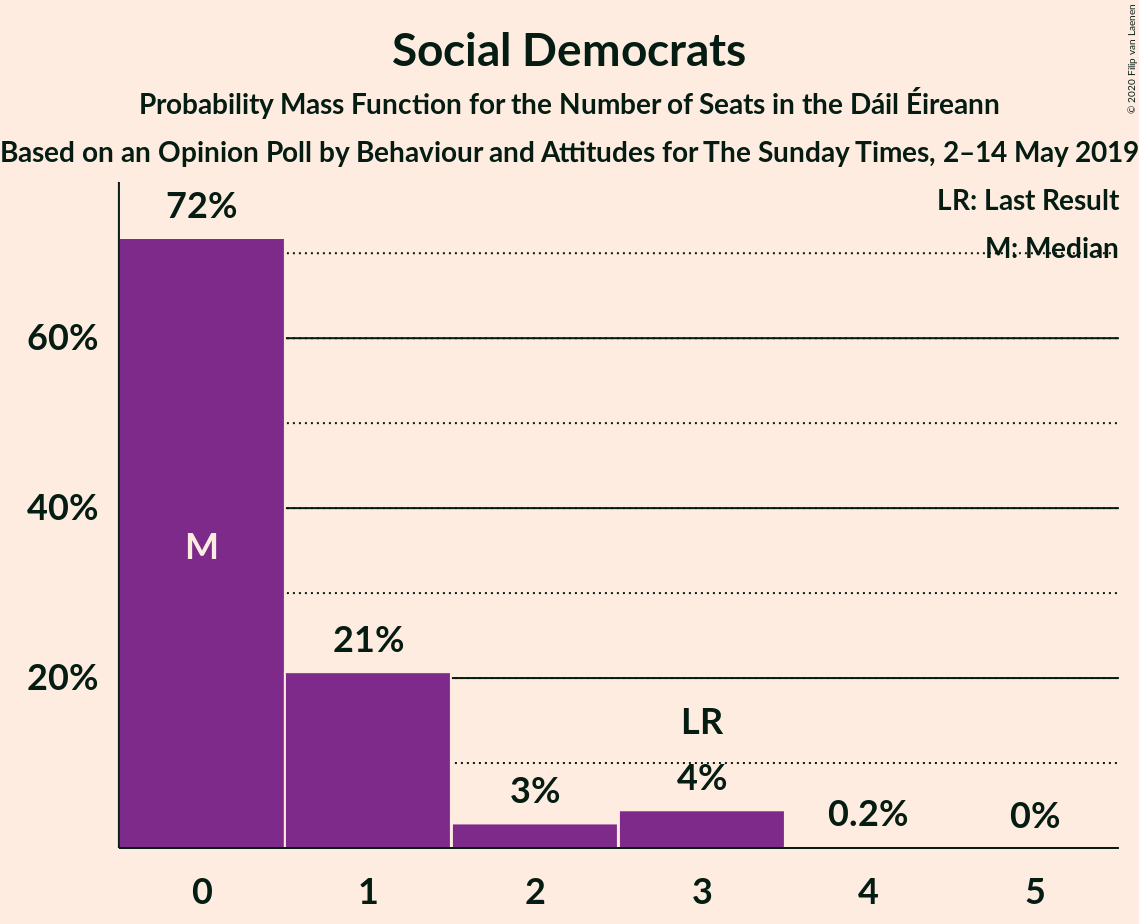 Social Democrats
Probability Mass Function for the Number of Seats in the Dáil Éireann
Based on an Opinion Poll by Behaviour and Attitudes for The Sunday Times, 2–14 May 2019
© 2020 Filip van Laenen
LR: Last Result
M: Median
72%
60%
40%
M
21%
20%
LR
3%
4%
0.2%
0%
0
1
2
3
4
5